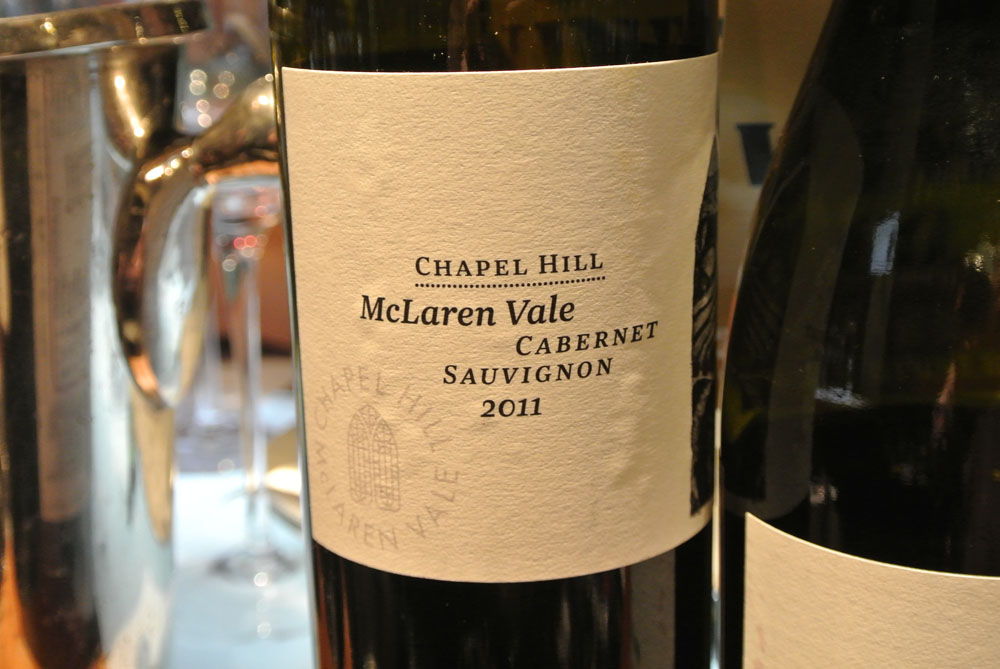 CHAPEL HILL
McLaren Vale
CABERNET
SAUVIGNON
2011
CHAPEL HILL
McLAREN VALE